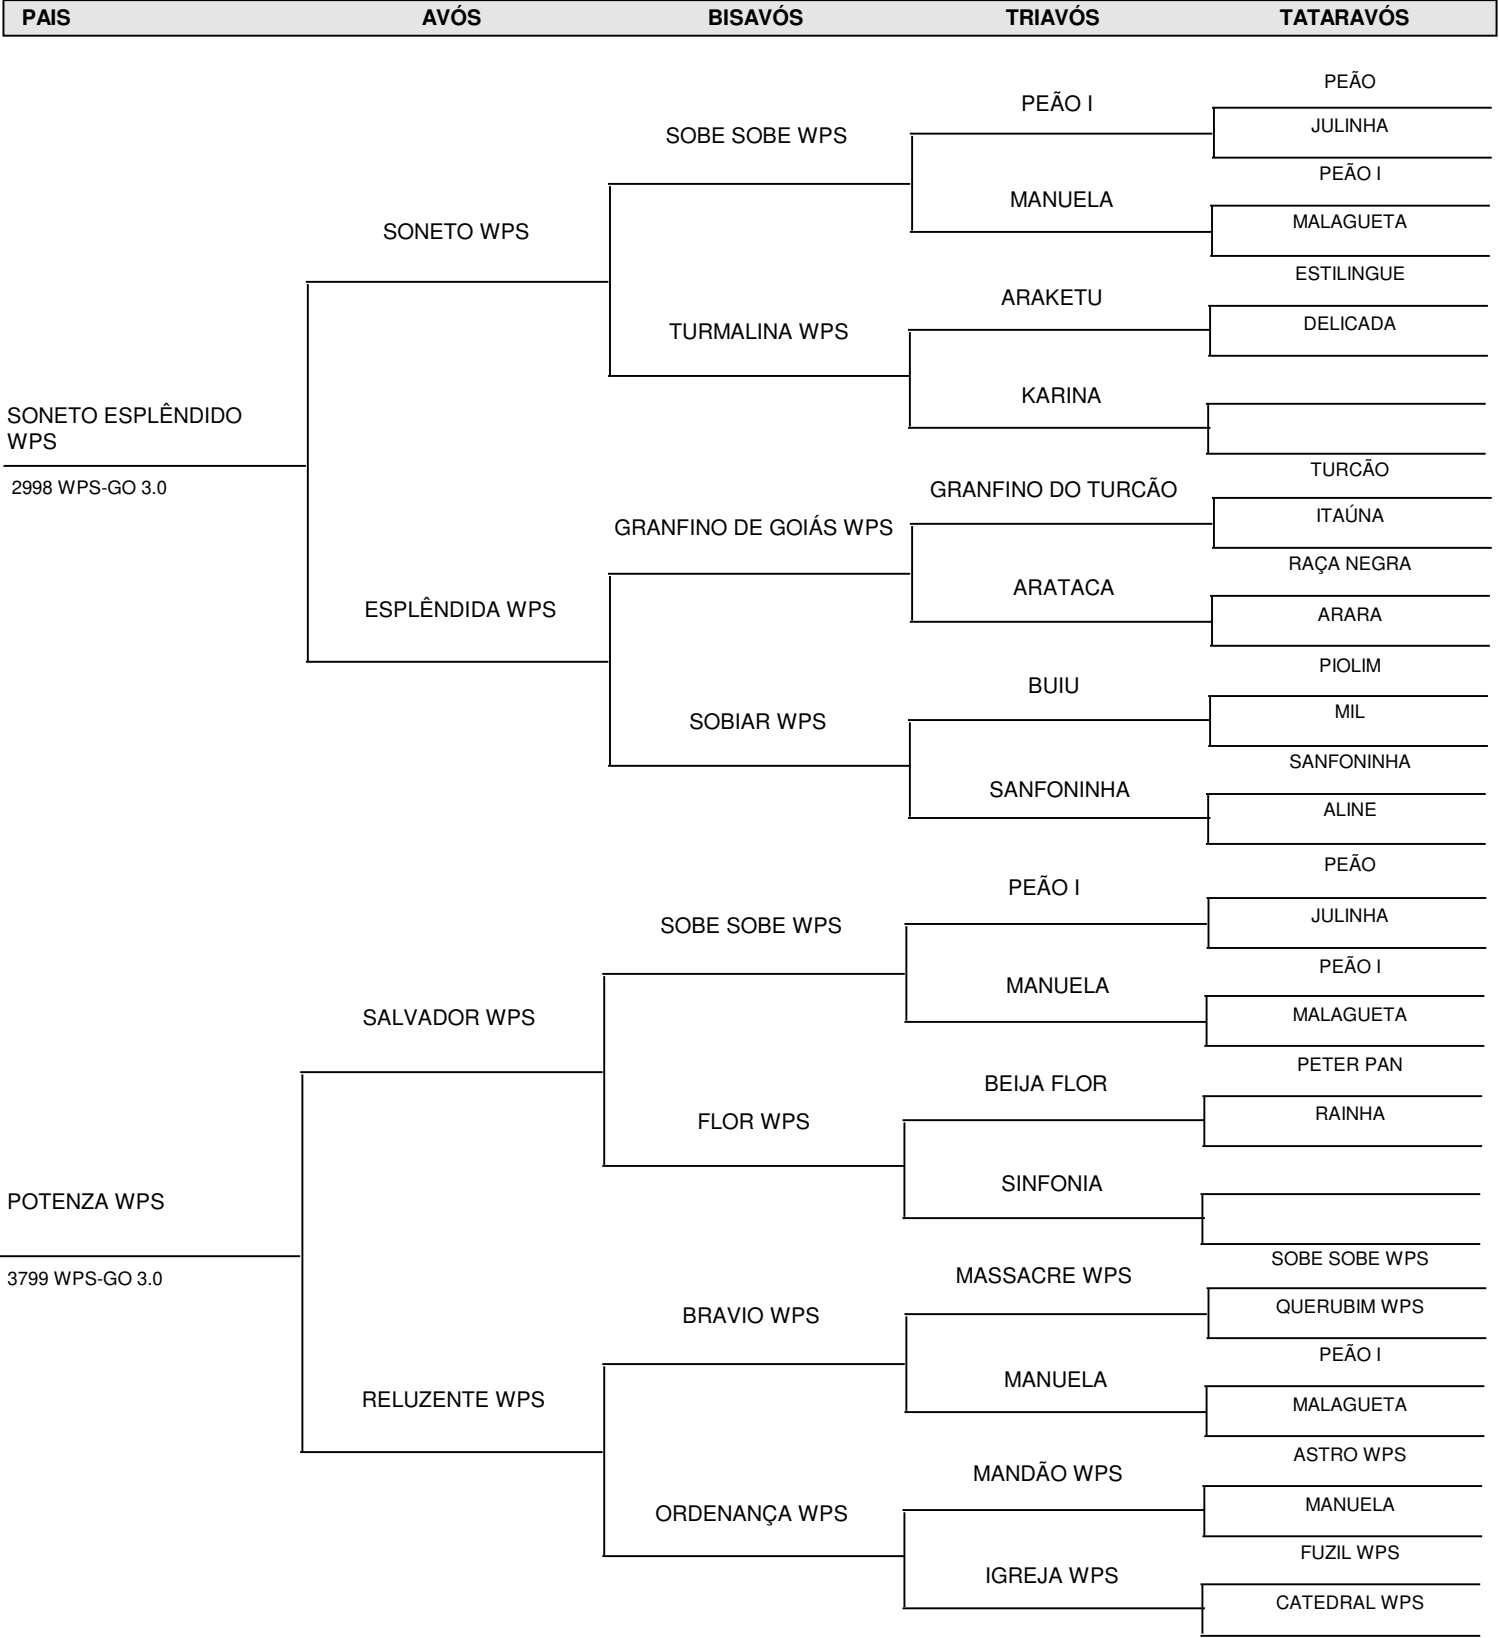 PAIS AVÓS BISAVÓS TRIAVÓS TATARAVÓS
PEÃO
PEÃO I
JULINHA
SOBE SOBE WPS
PEÃO I
MANUELA
MALAGUETA
SONETO WPS
ESTILINGUE
ARAKETU
DELICADA
TURMALINA WPS
KARINA
SONETO ESPLÊNDIDO
WPS
TURCÃO
2998 WPS-GO 3.0
GRANFINO DO TURCÃO
ITAÚNA
GRANFINO DE GOIÁS WPS
RAÇA NEGRA
ARATACA
ARARA
ESPLÊNDIDA WPS
PIOLIM
BUIU
MIL
SOBIAR WPS
SANFONINHA
SANFONINHA
ALINE
PEÃO
PEÃO I
JULINHA
SOBE SOBE WPS
PEÃO I
MANUELA
MALAGUETA
SALVADOR WPS
PETER PAN
BEIJA FLOR
RAINHA
FLOR WPS
SINFONIA
POTENZA WPS
SOBE SOBE WPS
MASSACRE WPS
3799 WPS-GO 3.0
QUERUBIM WPS
BRAVIO WPS
PEÃO I
MANUELA
RELUZENTE WPS
MALAGUETA
ASTRO WPS
MANDÃO WPS
MANUELA
ORDENANÇA WPS
FUZIL WPS
IGREJA WPS
CATEDRAL WPS